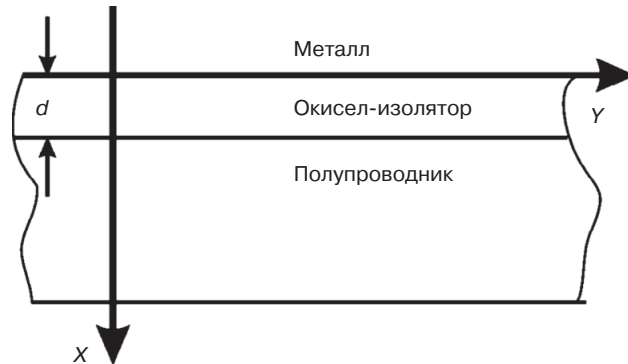 Металл
d
Окисел-изолятор
Y
Полупроводник
X